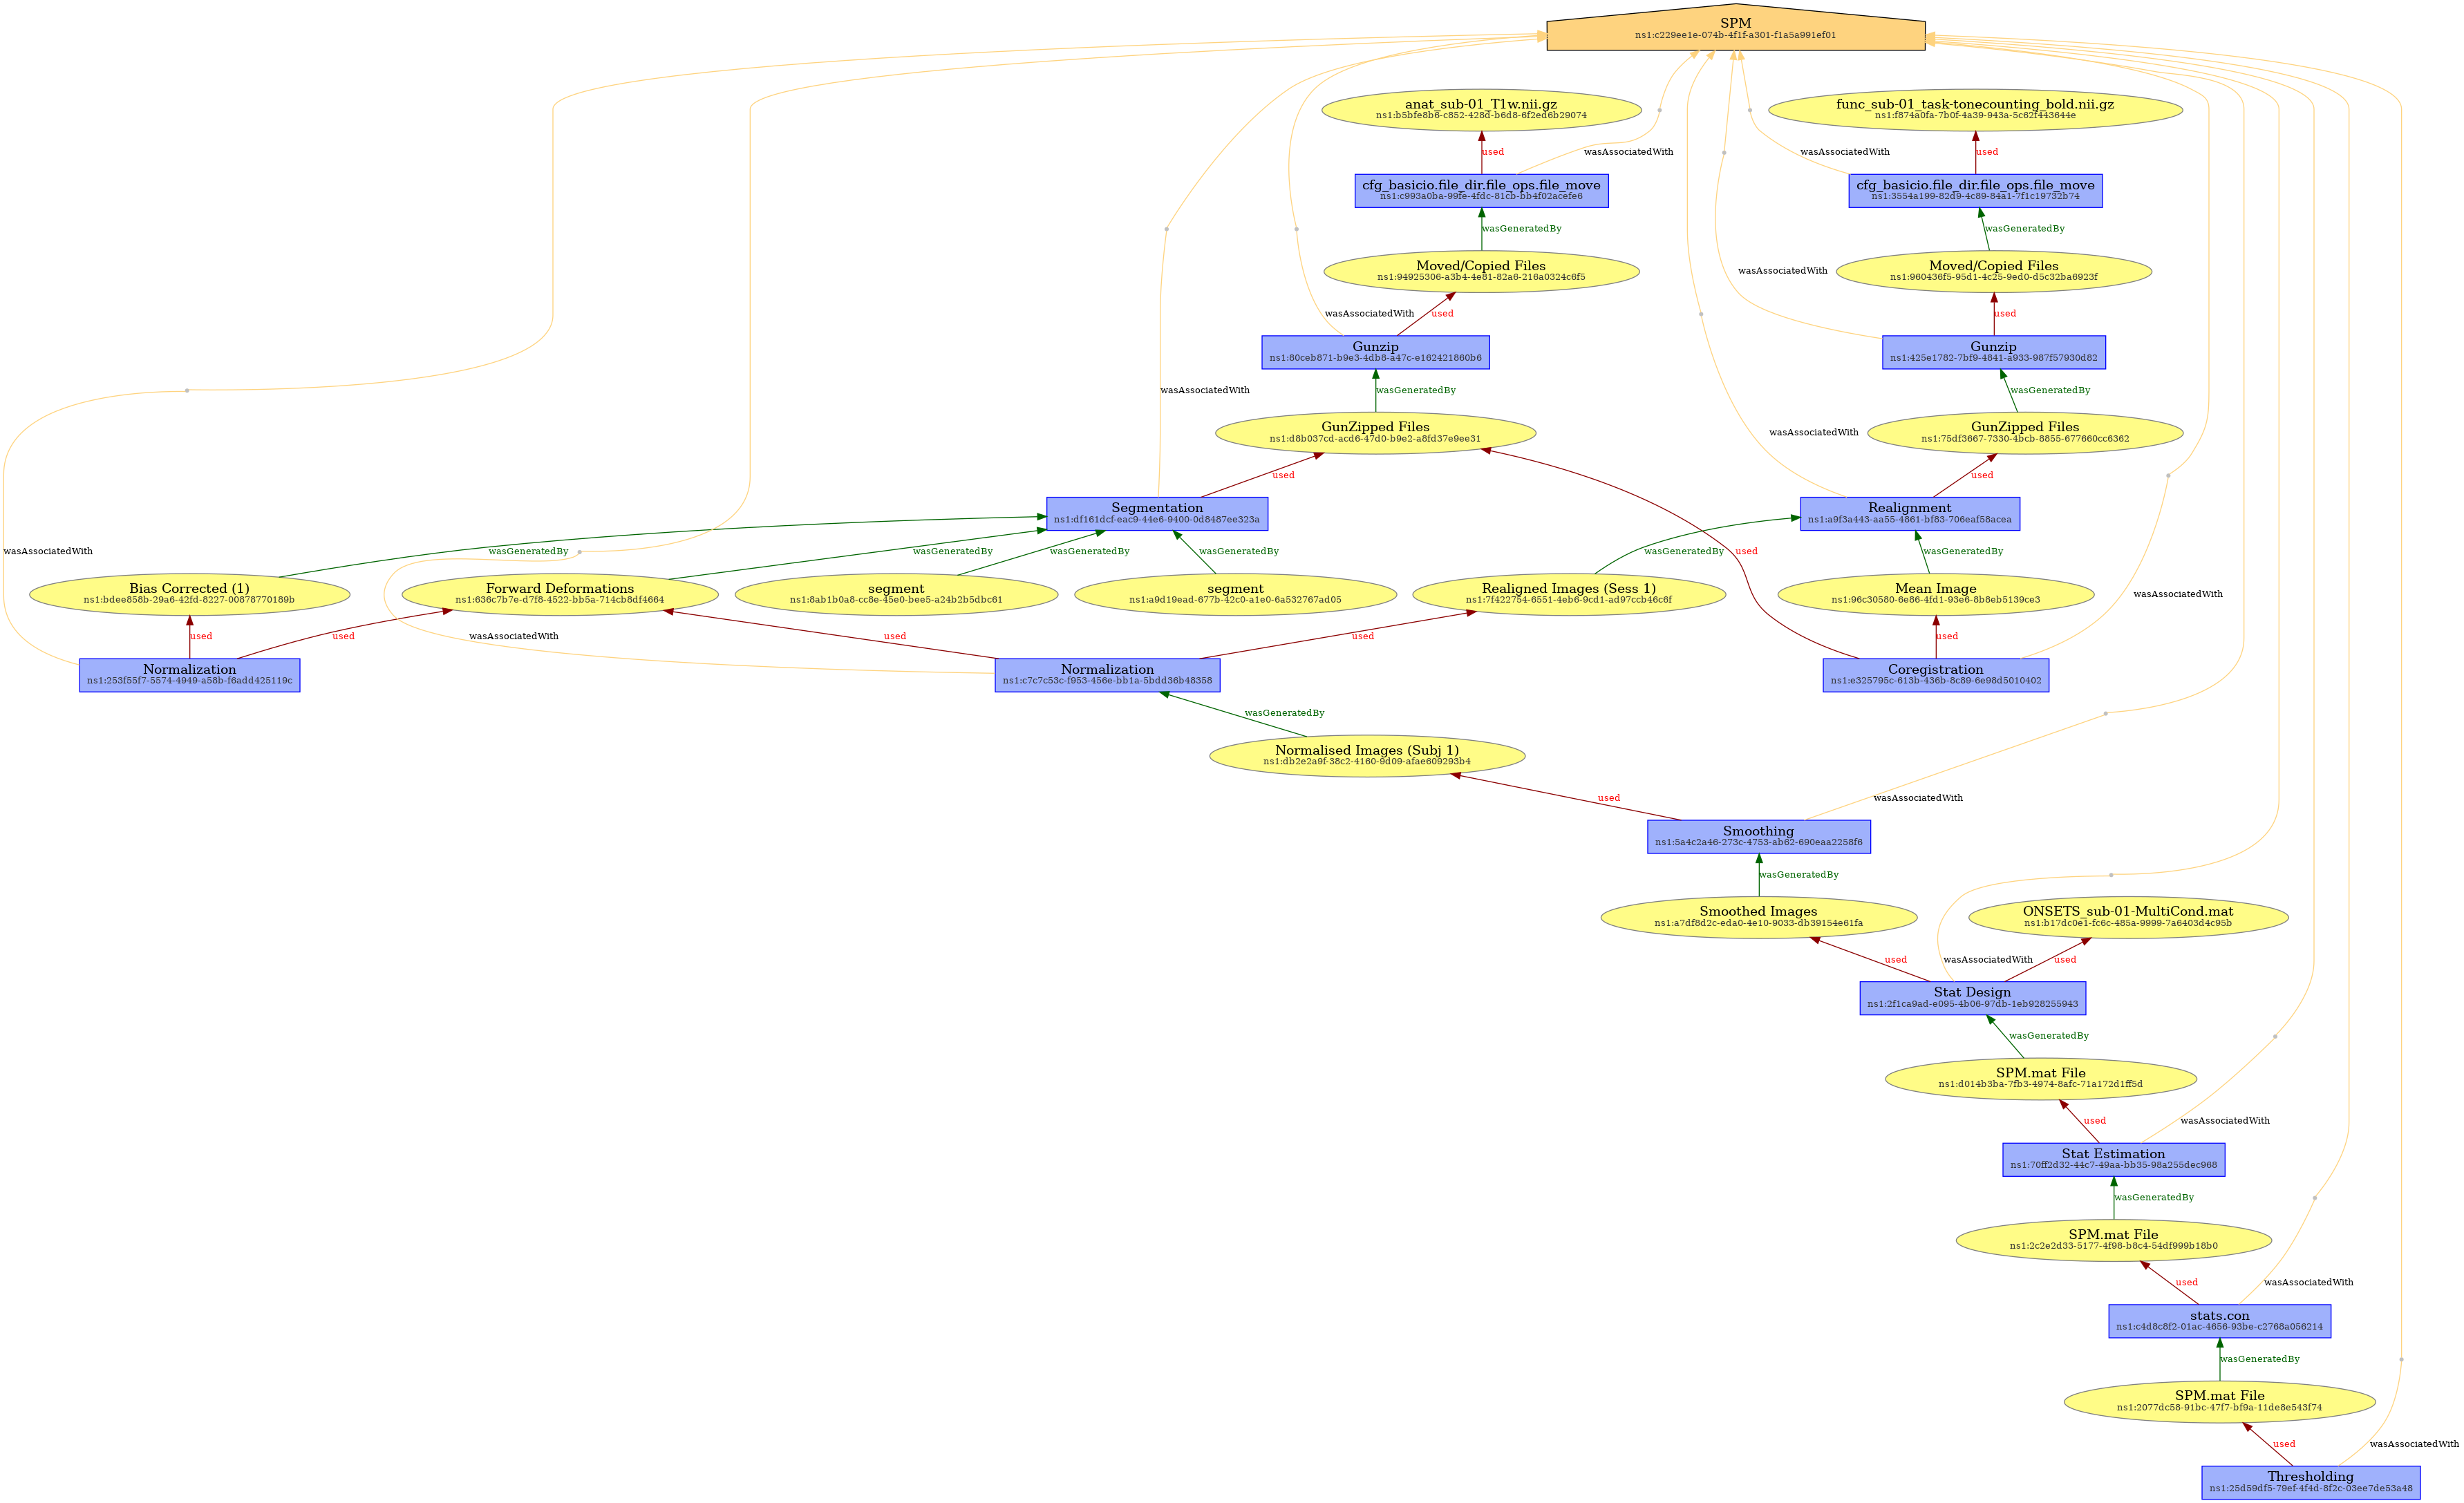 SPM
ns1:c229ee1e-074b-4f1f-a301-f1a5a991ef01
anat_sub-01_T1w.nii.gz
ns1:b5bfe8b6-c852-428d-b6d8-6f2ed6b29074
func_sub-01_task-tonecounting_bold.nii.gz
ns1:f874a0fa-7b0f-4a39-943a-5c62f443644e
used
wasAssociatedWith
wasAssociatedWith
used
cfg_basicio.file_dir.file_ops.file_move
ns1:c993a0ba-99fe-4fdc-81cb-bb4f02acefe6
cfg_basicio.file_dir.file_ops.file_move
ns1:3554a199-82d9-4c89-84a1-7f1c19732b74
wasGeneratedBy
wasGeneratedBy
Moved/Copied Files
ns1:94925306-a3b4-4e81-82a6-216a0324c6f5
wasAssociatedWith
Moved/Copied Files
ns1:960436f5-95d1-4c25-9ed0-d5c32ba6923f
wasAssociatedWith
used
used
Gunzip
ns1:80ceb871-b9e3-4db8-a47c-e162421860b6
Gunzip
ns1:425e1782-7bf9-4841-a933-987f57930d82
wasAssociatedWith
wasGeneratedBy
wasGeneratedBy
GunZipped Files
ns1:d8b037cd-acd6-47d0-b9e2-a8fd37e9ee31
wasAssociatedWith
GunZipped Files
ns1:75df3667-7330-4bcb-8855-677660cc6362
used
used
Segmentation
ns1:df161dcf-eac9-44e6-9400-0d8487ee323a
Realignment
ns1:a9f3a443-aa55-4861-bf83-706eaf58acea
wasAssociatedWith
wasGeneratedBy
wasGeneratedBy
wasGeneratedBy
wasGeneratedBy
wasGeneratedBy
used
wasGeneratedBy
Bias Corrected (1)
ns1:bdee858b-29a6-42fd-8227-00878770189b
Forward Deformations
ns1:636c7b7e-d7f8-4522-bb5a-714cb8df4664
segment
ns1:8ab1b0a8-cc8e-45e0-bee5-a24b2b5dbc61
segment
ns1:a9d19ead-677b-42c0-a1e0-6a532767ad05
Realigned Images (Sess 1)
ns1:7f422754-6551-4eb6-9cd1-ad97ccb46c6f
Mean Image
ns1:96c30580-6e86-4fd1-93e6-8b8eb5139ce3
wasAssociatedWith
used
used
wasAssociatedWith
used
used
used
Normalization
ns1:253f55f7-5574-4949-a58b-f6add425119c
Normalization
ns1:c7c7c53c-f953-456e-bb1a-5bdd36b48358
Coregistration
ns1:e325795c-613b-436b-8c89-6e98d5010402
wasGeneratedBy
Normalised Images (Subj 1)
ns1:db2e2a9f-38c2-4160-9d09-afae609293b4
used
wasAssociatedWith
Smoothing
ns1:5a4c2a46-273c-4753-ab62-690eaa2258f6
wasGeneratedBy
Smoothed Images
ns1:a7df8d2c-eda0-4e10-9033-db39154e61fa
ONSETS_sub-01-MultiCond.mat
ns1:b17dc0e1-fc6c-485a-9999-7a6403d4c95b
used
wasAssociatedWith
used
Stat Design
ns1:2f1ca9ad-e095-4b06-97db-1eb928255943
wasGeneratedBy
SPM.mat File
ns1:d014b3ba-7fb3-4974-8afc-71a172d1ff5d
used
wasAssociatedWith
Stat Estimation
ns1:70ff2d32-44c7-49aa-bb35-98a255dec968
wasGeneratedBy
SPM.mat File
ns1:2c2e2d33-5177-4f98-b8c4-54df999b18b0
used
wasAssociatedWith
stats.con
ns1:c4d8c8f2-01ac-4656-93be-c2768a056214
wasGeneratedBy
SPM.mat File
ns1:2077dc58-91bc-47f7-bf9a-11de8e543f74
used
wasAssociatedWith
Thresholding
ns1:25d59df5-79ef-4f4d-8f2c-03ee7de53a48